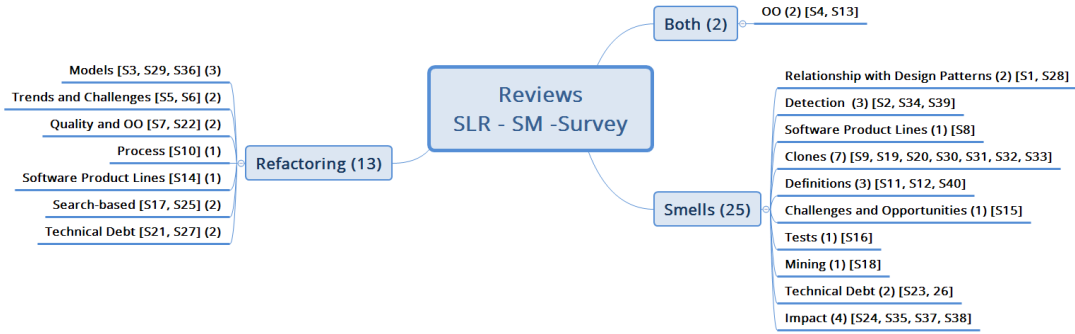 Reviews
SLR - SM -Survey
Both (2)
OO (2) [S4, S13]
Refactoring (13)
Models [S3, S29, S36] (3)
Trends and Challenges [S5, S6] (2)
Quality and OO [S7, S22] (2)
Process [S10] (1)
Software Product Lines [S14] (1)
Search-based [S17, S25] (2)
Technical Debt [S21, S27] (2)
Smells (25)
Relationship with Design Patterns (2) [S1, S28]
Detection (3) [S2, S34, S39]
Software Product Lines (1) [S8]
Clones (7) [S9, S19, S20, S30, S31, S32, S33]
Definitions (3) [S11, S12, S40]
Challenges and Opportunities (1) [S15]
Tests (1) [S16]
Mining (1) [S18]
Technical Debt (2) [S23, 26]
Impact (4) [S24, S35, S37, S38]